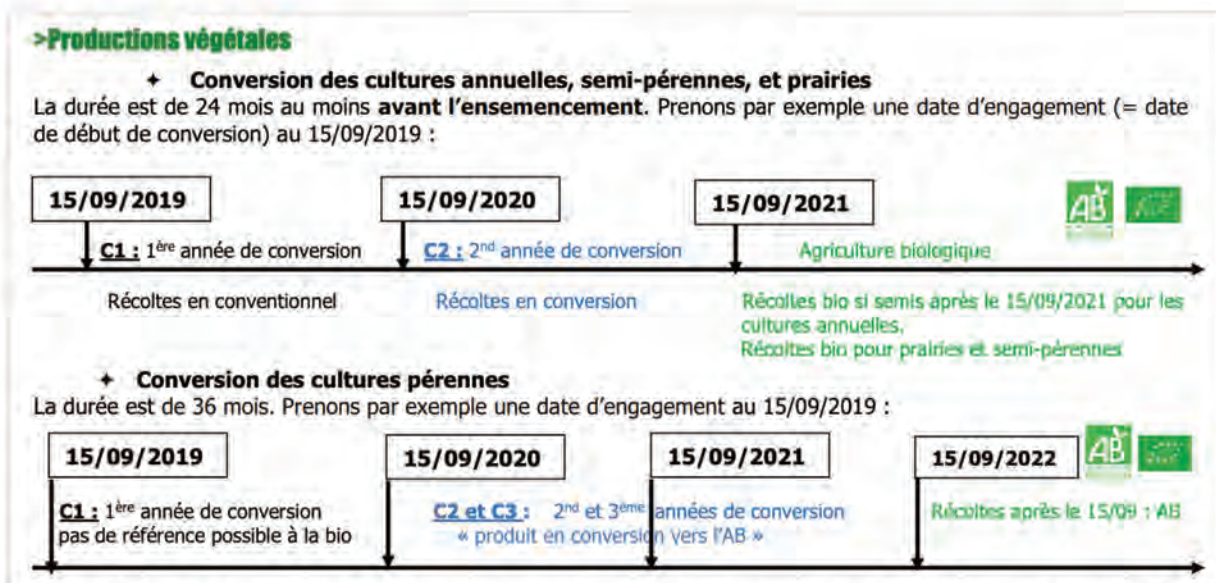 >Productions végétales
✦ Conversion des cultures annuelles, semi-pérennes, et prairies
La durée est de 24 mois au moins avant l'ensemencement. Prenons par exemple une date d'engagement (= date
de début de conversion) au 15/09/2019 :
15/09/2019
15/09/2020
15/09/2021
AB
C1 : 1ère année de conversion
C2 : 2nd année de conversion
Agriculture biologique
Récoltes en conventionnel
Récoltes en conversion
Récoltes bio si semis après le 15/09/2021 pour les
cultures annuelles.
Récoltes bio pour prairies et semi-pérennes
✦ Conversion des cultures pérennes
La durée est de 36 mois. Prenons par exemple une date d'engagement au 15/09/2019 :
15/09/2019
15/09/2020
15/09/2021
15/09/2022
AB
C1 : 1ère année de conversion
pas de référence possible à la bio
C2 et C3 : 2nd et 3ème années de conversion
« produit en conversion vers l'AB »
Récoltes après le 15/09 : AB